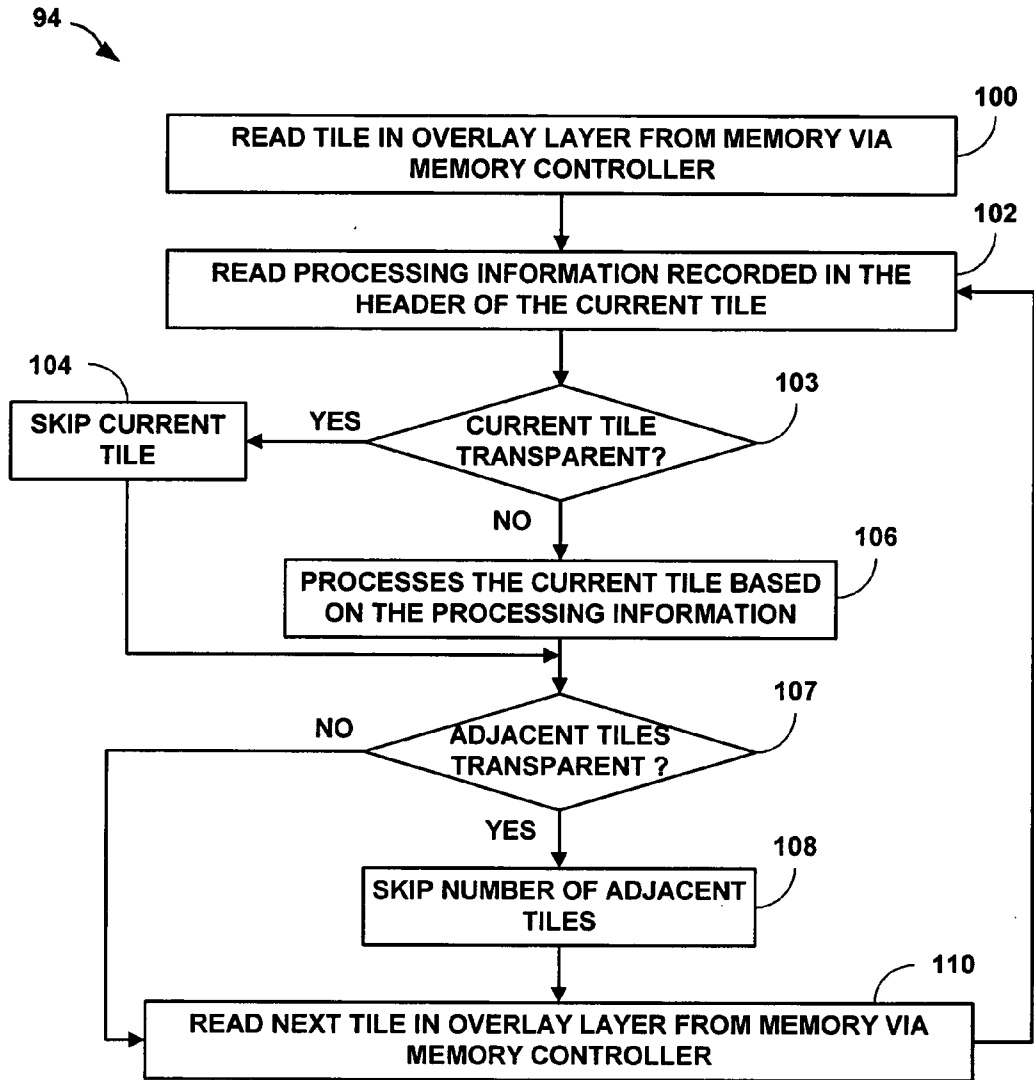 94
100
READ TILE IN OVERLAY LAYER FROM MEMORY VIA
MEMORY CONTROLLER
102
READ PROCESSING INFORMATION RECORDED IN THE
HEADER OF THE CURRENT TILE
104
103
SKIP CURRENT
TILE
YES
CURRENT TILE
TRANSPARENT?
NO
106
PROCESSES THE CURRENT TILE BASED
ON THE PROCESSING INFORMATION
107
NO
ADJACENT TILES
TRANSPARENT ?
YES
108
SKIP NUMBER OF ADJACENT
TILES
110
READ NEXT TILE IN OVERLAY LAYER FROM MEMORY VIA
MEMORY CONTROLLER